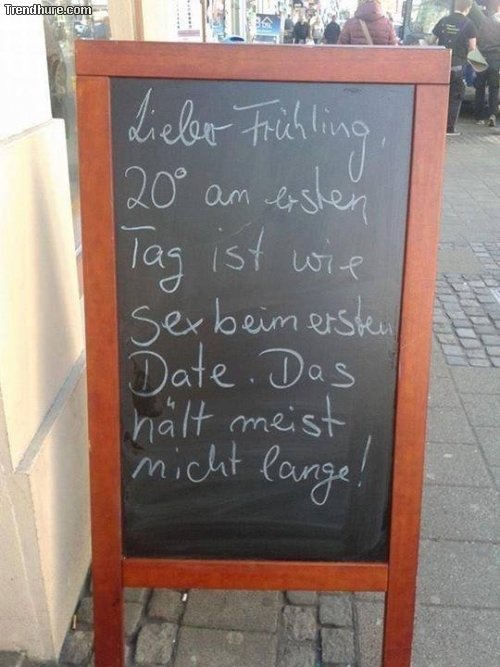 Trendhure.com
Lieber Frühling,
20° am ersten
Tag ist wie
Sex beim ersten
Date. Das
hält meist
nicht lange!